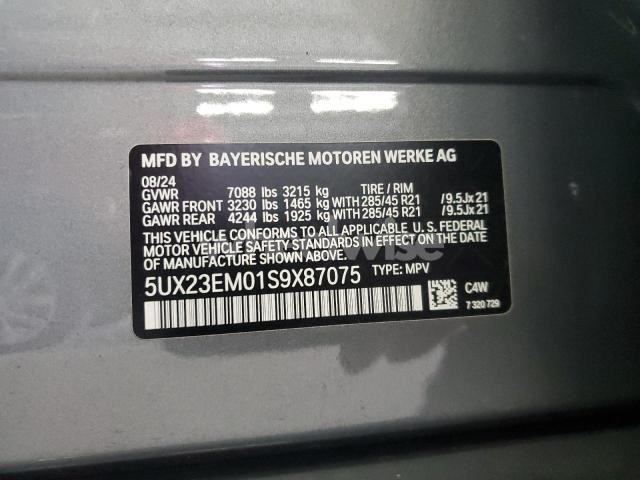 MFD BY BAYERISCHE MOTOREN WERKE AG
08/24
GVWR 7088 lbs 3215 kg TIRE / RIM
GAWR FRONT 3230 lbs 1465 kg WITH 285/45 R21 /9.5Jx21
GAWR REAR 4244 lbs 1925 kg WITH 285/45 R21 /9.5Jx21
THIS VEHICLE CONFORMS TO ALL APPLICABLE U. S. FEDERAL
MOTOR VEHICLE SAFETY STANDARDS IN EFFECT ON THE DATE OF
MANUFACTURE SHOWN ABOVE.
5UX23EM01S9X87075 TYPE: MPV
C4W
7 320 729